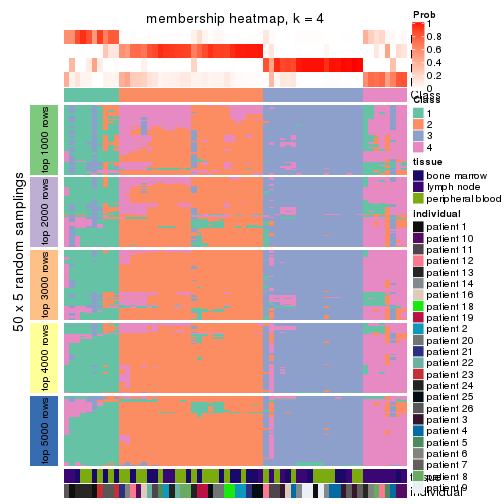 membership heatmap, k = 4
50 x 5 random samplings
top 1000 rows
top 2000 rows
top 3000 rows
top 4000 rows
top 5000 rows
Class
Prob
1
0.8
0.6
0.4
0.2
0
Class
1
2
3
4
tissue
bone marrow
lymph node
peripheral blood
individual
patient 1
patient 10
patient 11
patient 12
patient 13
patient 14
patient 16
patient 18
patient 19
patient 2
patient 20
patient 21
patient 22
patient 23
patient 24
patient 25
patient 26
patient 3
patient 4
patient 5
patient 6
patient 7
patient 8
patient 9
individual